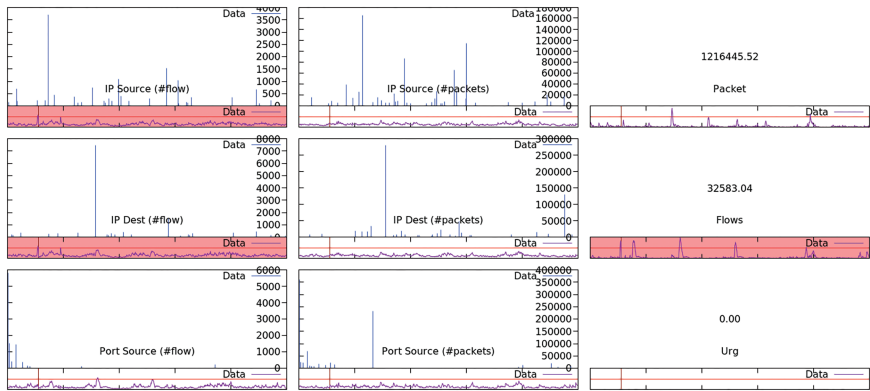 Data
4000
3500
3000
2500
2000
1500
1000
500
0
IP Source (#flow)
Data
Data
180000
160000
140000
120000
100000
80000
60000
40000
20000
0
IP Source (#packets)
Data
1216445.52
Packet
Data
Data
8000
7000
6000
5000
4000
3000
2000
1000
0
IP Dest (#flow)
Data
Data
300000
250000
200000
150000
100000
50000
0
IP Dest (#packets)
Data
32583.04
Flows
Data
Data
6000
5000
4000
3000
2000
1000
0
Port Source (#flow)
Data
Data
400000
350000
300000
250000
200000
150000
100000
50000
0
Port Source (#packets)
Data
0.00
Urg
Data